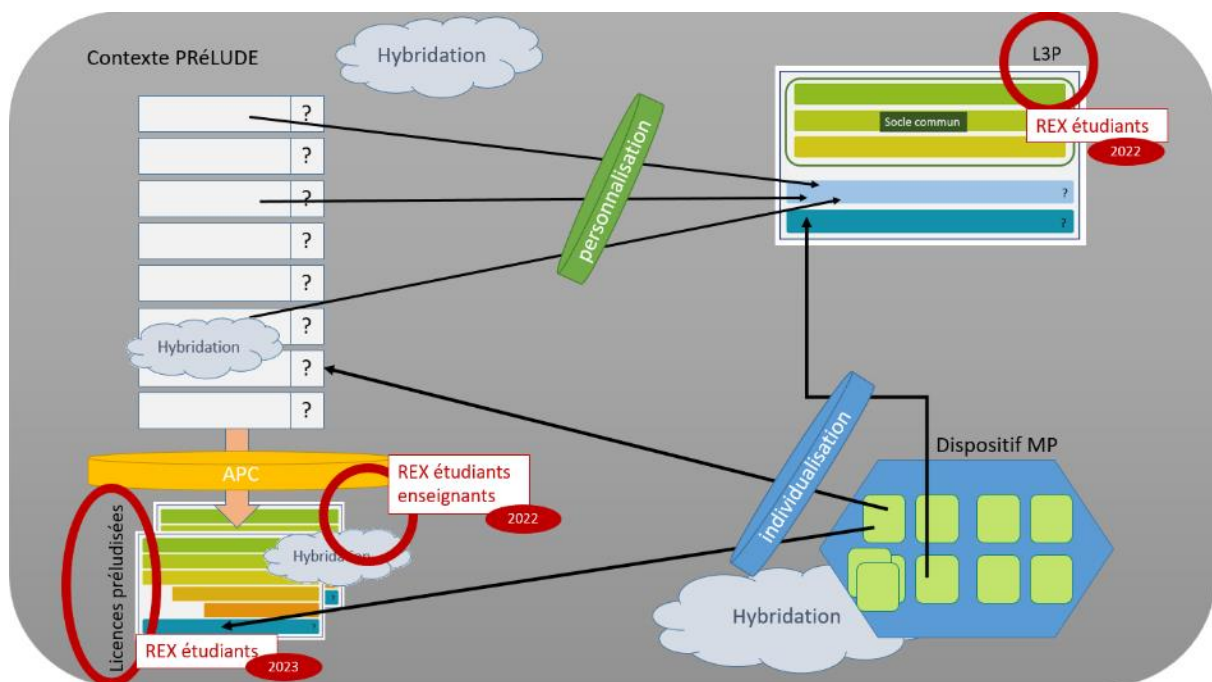 Contexte PRéLUDE
Hybridation
L3P
?
?
?
?
?
?
?
?
Socle commun
REX étudiants
2022
?
?
personnalisation
Hybridation
individualisation
Dispositif MP
APC
REX étudiants
enseignants
2022
Licences préludisées
Hybridation
?
?
REX étudiants
2023
Hybridation